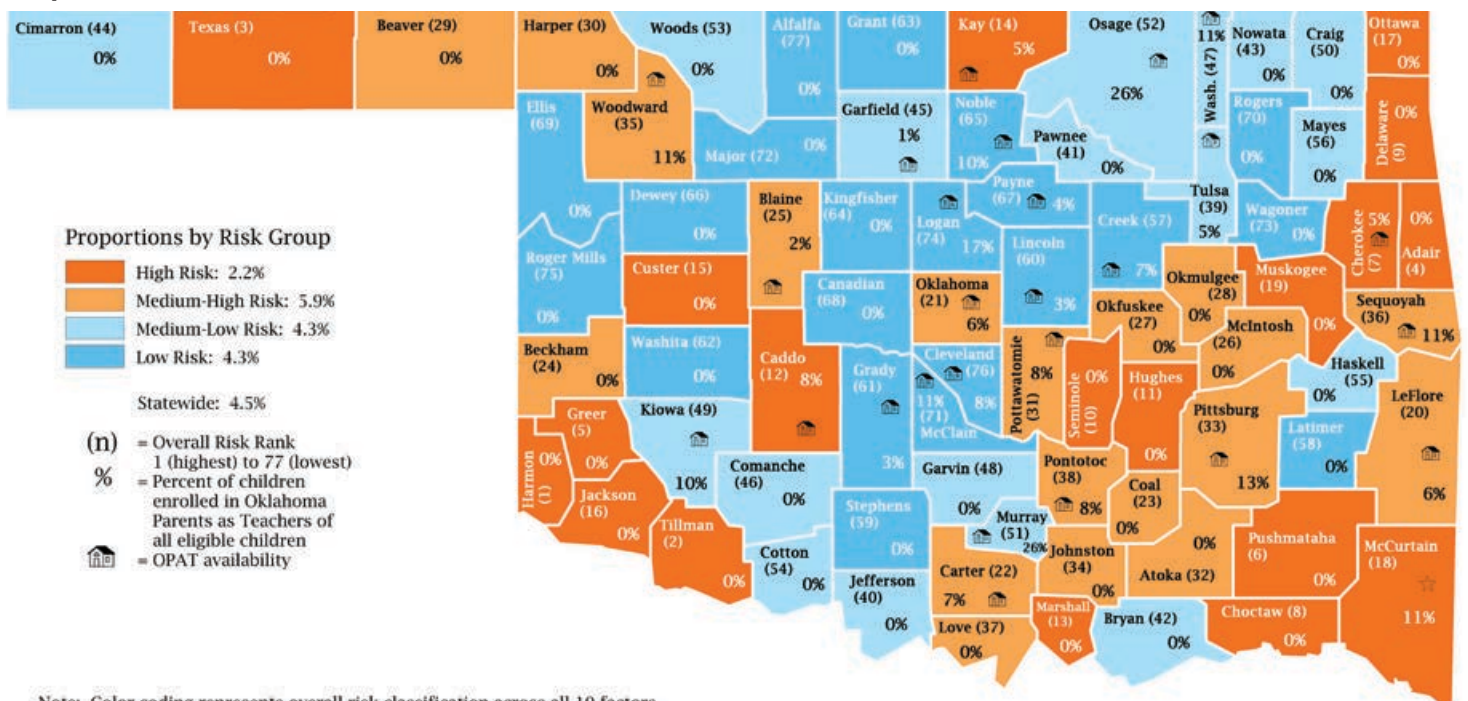 Cimarron (44)
0%
Texas (3)
0%
Beaver (29)
0%
Harper (30)
0%
Woods (53)
0%
Alfalfa
(77)
0%
Grant (63)
0%
Kay (14)
5%
Osage (52)
26%
11%
Wash. (47)
Nowata
(43)
0%
Craig
(50)
0%
Ottawa
(17)
0%
Ellis
(69)
0%
Woodward
(35)
11%
Major (72)
0%
Garfield (45)
1%
Noble
(65)
10%
Pawnee
(41)
0%
Rogers
(70)
0%
Mayes
(56)
0%
Delaware
(9)
0%
Dewey (66)
0%
Blaine
(25)
2%
Kingfisher
(64)
0%
Logan
(74)
17%
Payne
(67)
4%
Creek (57)
7%
Tulsa
(39)
5%
Wagoner
(73)
0%
Cherokee
(7)
5%
0%
Adair
(4)
Proportions by Risk Group
High Risk: 2.2%
Medium-High Risk: 5.9%
Medium-Low Risk: 4.3%
Low Risk: 4.3%
Statewide: 4.5%
(n) = Overall Risk Rank
1 (highest) to 77 (lowest)
% = Percent of children
enrolled in Oklahoma
Parents as Teachers of
all eligible children
= OPAT availability
Roger Mills
(75)
0%
Custer (15)
0%
Canadian
(68)
0%
Oklahoma
(21)
6%
Lincoln
(60)
3%
Okfuskee
(27)
0%
Okmulgee
(28)
0%
Muskogee
(19)
0%
McIntosh
(26)
0%
Sequoyah
(36)
11%
Beckham
(24)
0%
Washita (62)
0%
Caddo
(12) 8%
Grady
(61)
3%
Cleveland
(76)
8%
11%
(71)
McClain
Pottawatomie
(31)
8%
Seminole
(10)
0%
Hughes
(11)
0%
Pittsburg
(33)
13%
Haskell
(55)
0%
LeFlore
(20)
6%
Latimer
(58)
0%
Harmon
(1)
0%
Greer
(5)
0%
Jackson
(16)
0%
Kiowa (49)
10%
Tillman
(2)
0%
Comanche
(46)
0%
Cotton
(54)
0%
Stephens
(59)
0%
Jefferson
(40)
0%
Garvin (48)
0%
Murray
(51)
26%
Pontotoc
(38)
8%
Coal
(23)
0%
Carter (22)
7%
Johnston
(34)
0%
0%
Atoka (32)
Pushmataha
(6)
0%
McCurtain
(18)
11%
Love (37)
0%
Marshall
(13)
0%
Bryan (42)
0%
Choctaw (8)
0%
Note: Color coding represents overall risk classification across all 10 factors